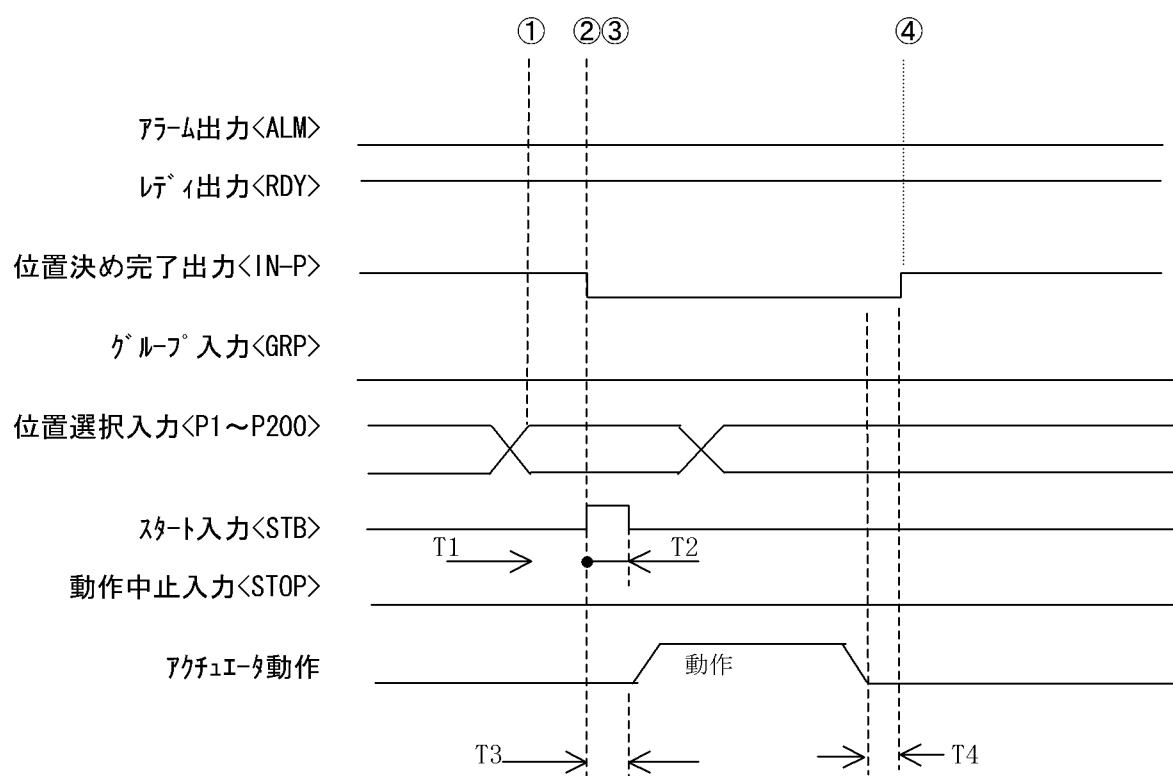 ① ②③ ④
ｱﾗｰﾑ出力<ALM>
ﾚﾃﾞｨ出力<RDY>
位置決め完了出力<IN-P>
ｸﾞﾙｰﾌﾟ入力<GRP>
位置選択入力<P1～P200>
ｽﾀｰﾄ入力<STB>
T1 T2
動作中止入力<STOP>
ｱｸﾁｭｴｰﾀ動作
動作
T3 T4